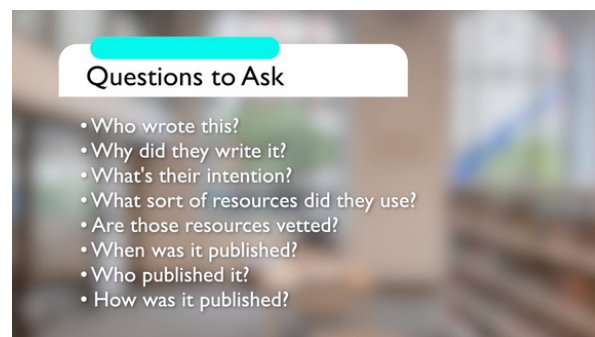 Questions to Ask
• Who wrote this?
• Why did they write it?
• What's their intention?
• What sort of resources did they use?
• Are those resources vetted?
• When was it published?
• Who published it?
• How was it published?